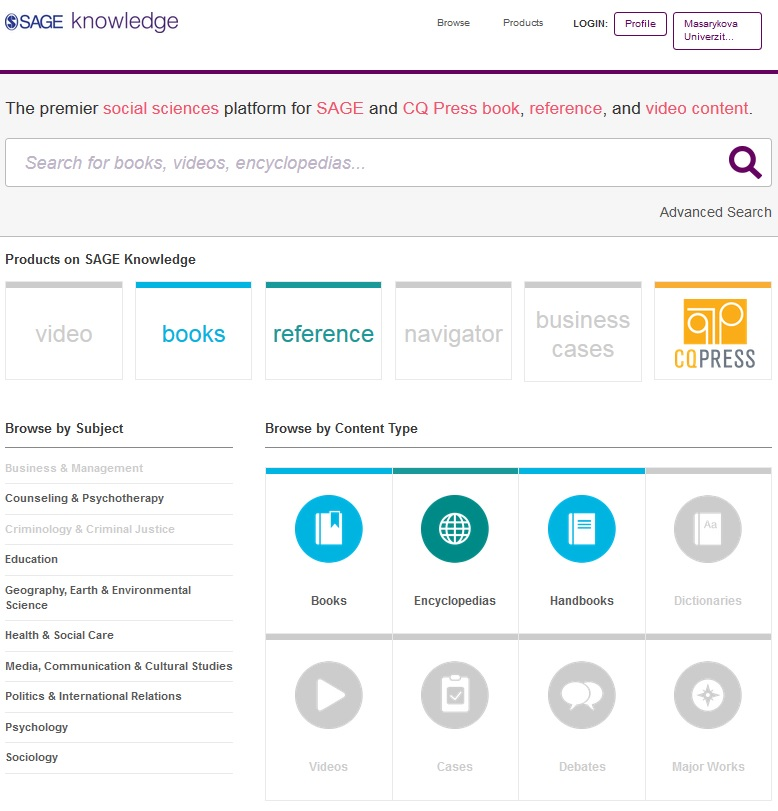 SAGE knowledge
Browse
Products
LOGIN:
Profile
Masarykova
Univerzit...
The premier social sciences platform for SAGE and CQ Press book, reference, and video content.
Search for books, videos, encyclopedias...
Advanced Search
Products on SAGE Knowledge
video
books
reference
navigator
business
cases
CQPRESS
Browse by Subject
Business & Management
Counseling & Psychotherapy
Criminology & Criminal Justice
Education
Geography, Earth & Environmental
Science
Health & Social Care
Media, Communication & Cultural Studies
Politics & International Relations
Psychology
Sociology
Browse by Content Type
Books
Encyclopedias
Handbooks
Aa
Dictionaries
Videos
Cases
Debates
Major Works